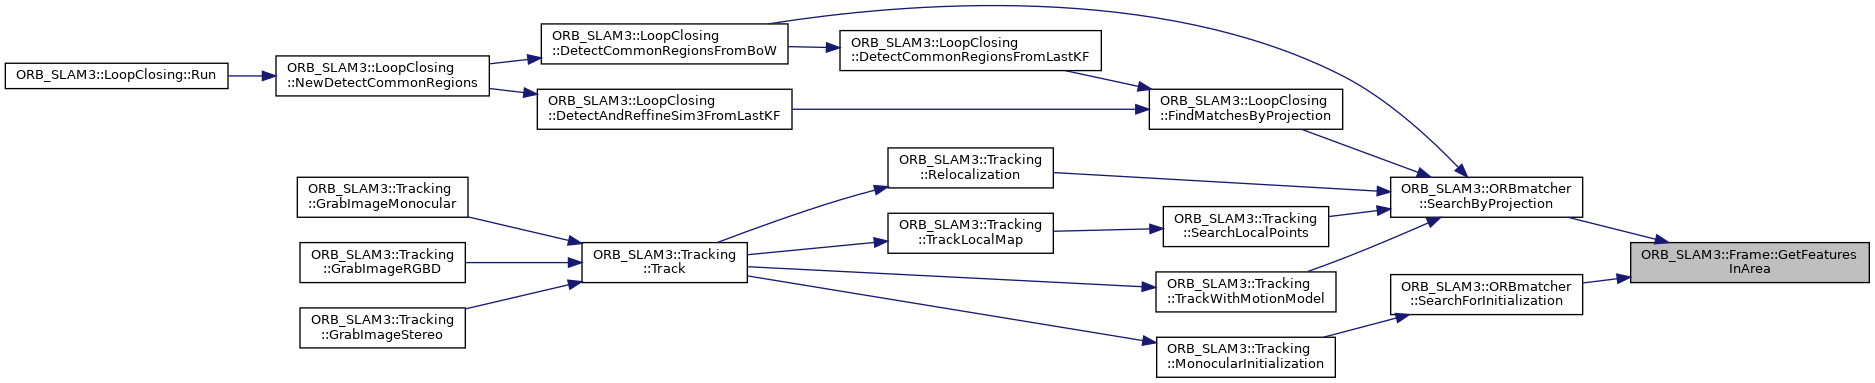 ORB_SLAM3::LoopClosing::Run
ORB_SLAM3::LoopClosing
::NewDetectCommonRegions
ORB_SLAM3::LoopClosing
::DetectCommonRegionsFromBoW
ORB_SLAM3::LoopClosing
::DetectCommonRegionsFromLastKF
ORB_SLAM3::LoopClosing
::DetectAndReffineSim3FromLastKF
ORB_SLAM3::LoopClosing
::FindMatchesByProjection
ORB_SLAM3::Tracking
::GrabImageMonocular
ORB_SLAM3::Tracking
::GrabImageRGBD
ORB_SLAM3::Tracking
::GrabImageStereo
ORB_SLAM3::Tracking
::Track
ORB_SLAM3::Tracking
::Relocalization
ORB_SLAM3::Tracking
::TrackLocalMap
ORB_SLAM3::Tracking
::SearchLocalPoints
ORB_SLAM3::Tracking
::TrackWithMotionModel
ORB_SLAM3::Tracking
::MonocularInitialization
ORB_SLAM3::ORBmatcher
::SearchByProjection
ORB_SLAM3::ORBmatcher
::SearchForInitialization
ORB_SLAM3::Frame::GetFeatures
InArea